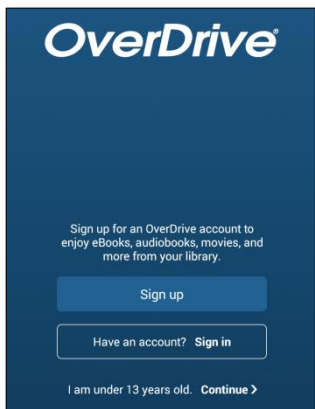 OverDrive®
Sign up for an OverDrive account to
enjoy eBooks, audiobooks, movies, and
more from your library.
Sign up
Have an account? Sign in
I am under 13 years old. Continue >